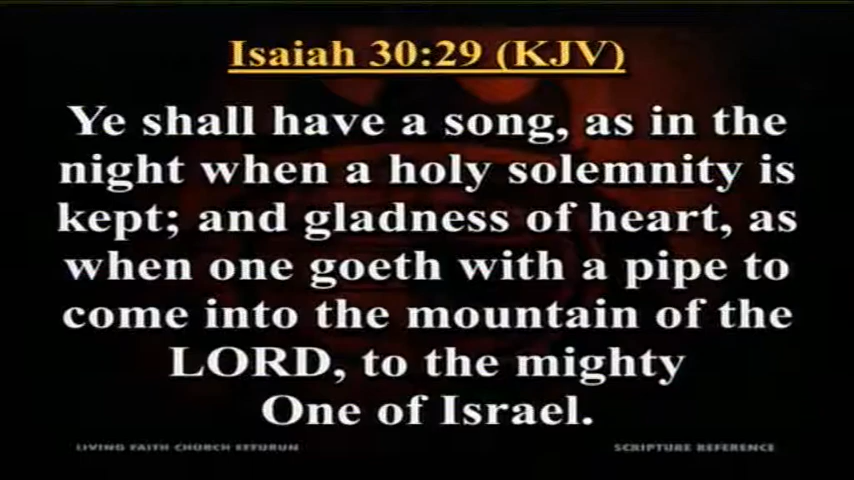 Isaiah 30:29 (KJV)
Ye shall have a song, as in the
night when a holy solemnity is
kept; and gladness of heart, as
when one goeth with a pipe to
come into the mountain of the
LORD, to the mighty
One of Israel.
LIVING FAITH CHURCH
SCRIPTURE REFERENCE